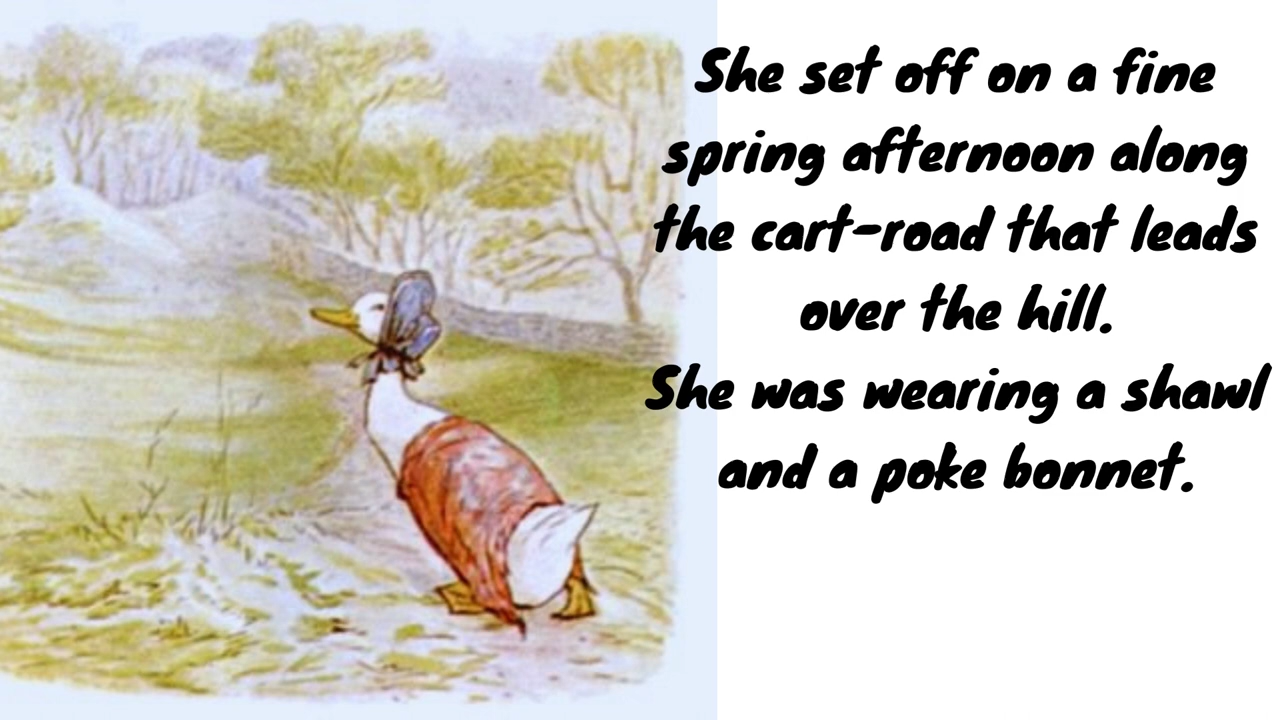 She set off on a fine
spring afternoon along
the cart-road that leads
over the hill.
She was wearing a shawl
and a poke bonnet.